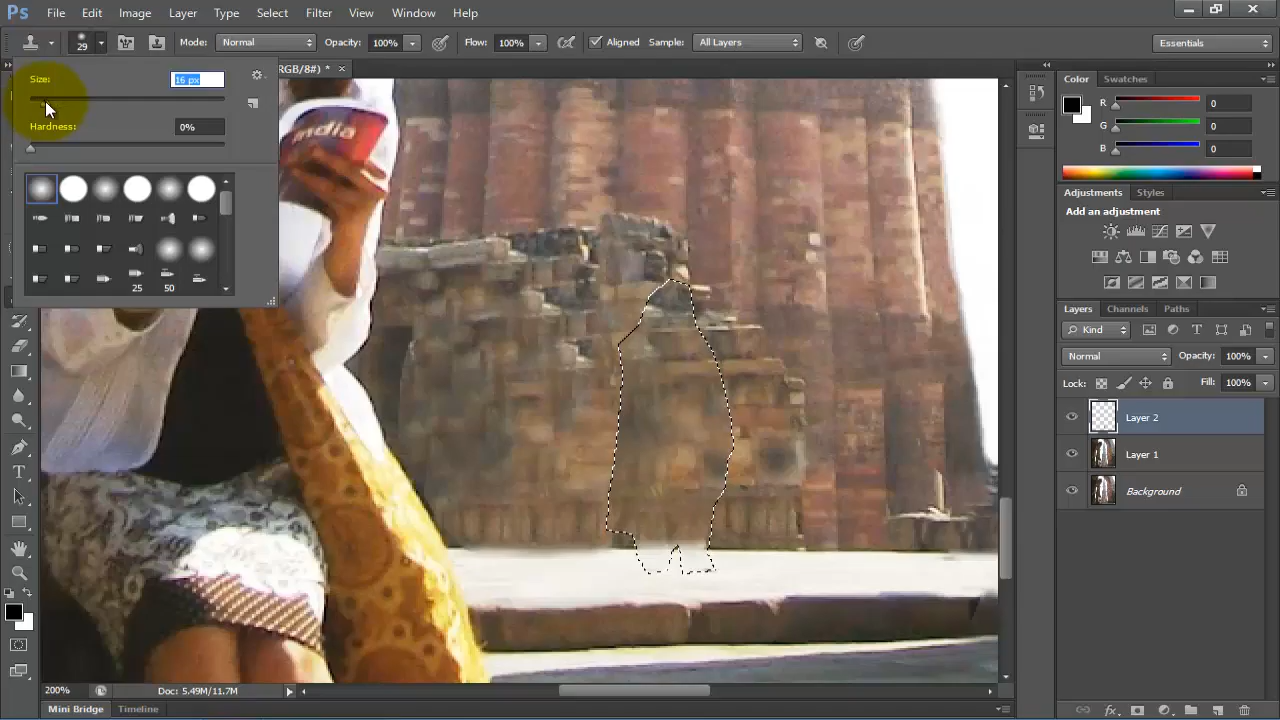 Ps File Edit Image Layer Type Select Filter View Window Help
29 Mode: Normal Opacity: 100% Flow: 100% Aligned Sample: All Layers Essentials
Size: 16 px
RGB/8#) *
Hardness: 0%
25 50
india
Color Swatches
R 0
G 0
B 0
Adjustments Styles
Add an adjustment
Layers Channels Paths
Kind
Normal Opacity: 100%
Lock: Fill: 100%
Layer 2
Layer 1
Background
200% Doc: 5.49M/11.7M
Mini Bridge Timeline